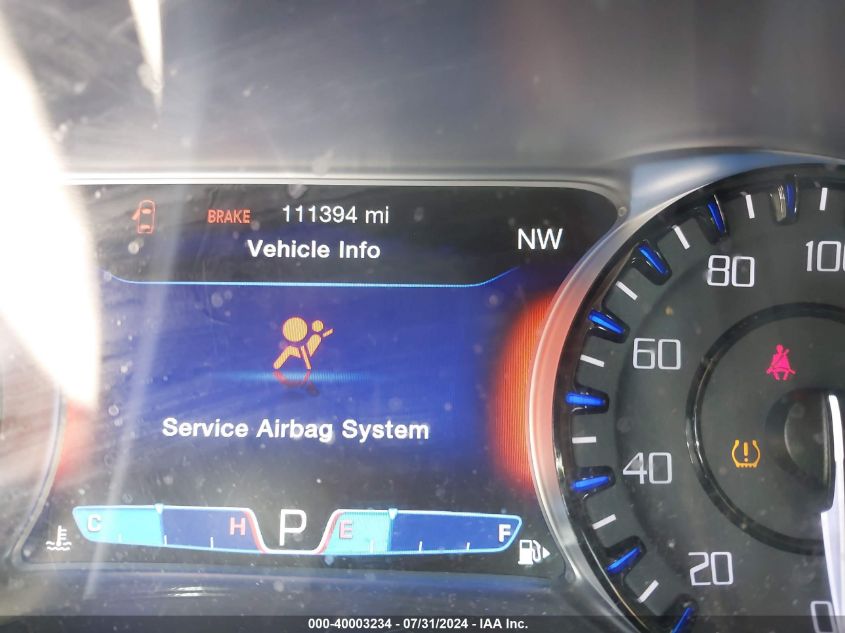 BRAKE 111394 mi
Vehicle Info
NW
Service Airbag System
C H P E F
100
80
60
40
20
0
000-40003234 - 07/31/2024 - IAA Inc.